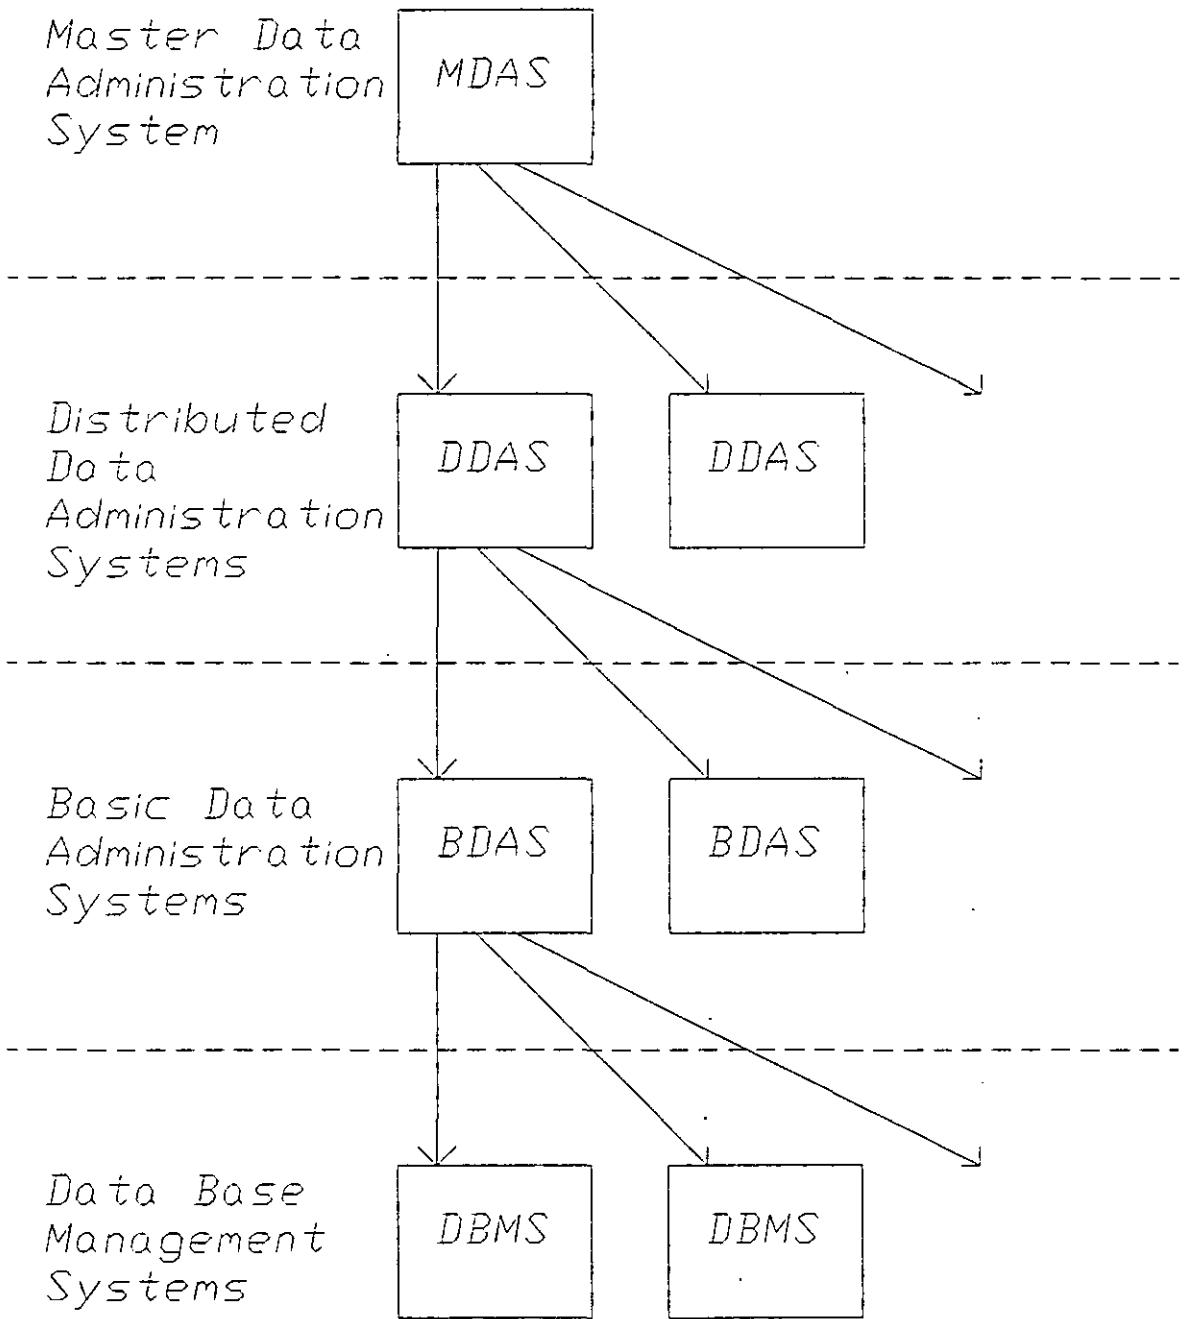 Master Data
Administration
System
MDAS
Distributed
Data
Administration
Systems
DDAS
DDAS
Basic Data
Administration
Systems
BDAS
BDAS
Data Base
Management
Systems
DBMS
DBMS